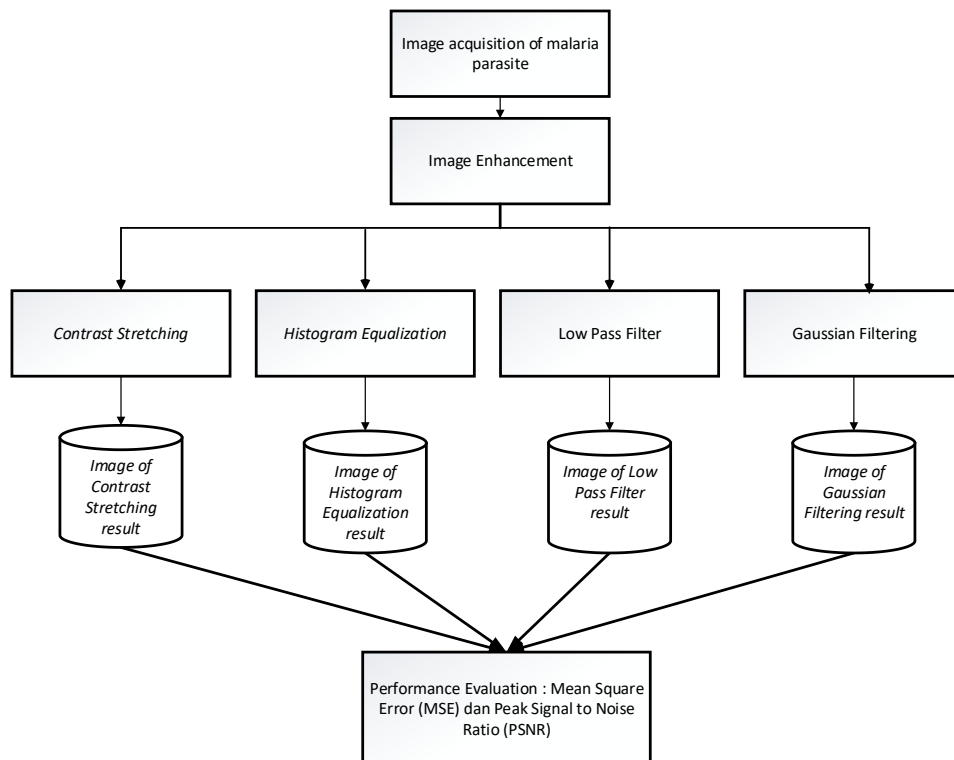 Image acquisition of malaria
parasite
Image Enhancement
Contrast Stretching
Histogram Equalization
Low Pass Filter
Gaussian Filtering
Image of
Contrast
Stretching
result
Image of
Histogram
Equalization
result
Image of Low
Pass Filter
result
Image of
Gaussian
Filtering result
Performance Evaluation : Mean Square
Error (MSE) dan Peak Signal to Noise
Ratio (PSNR)